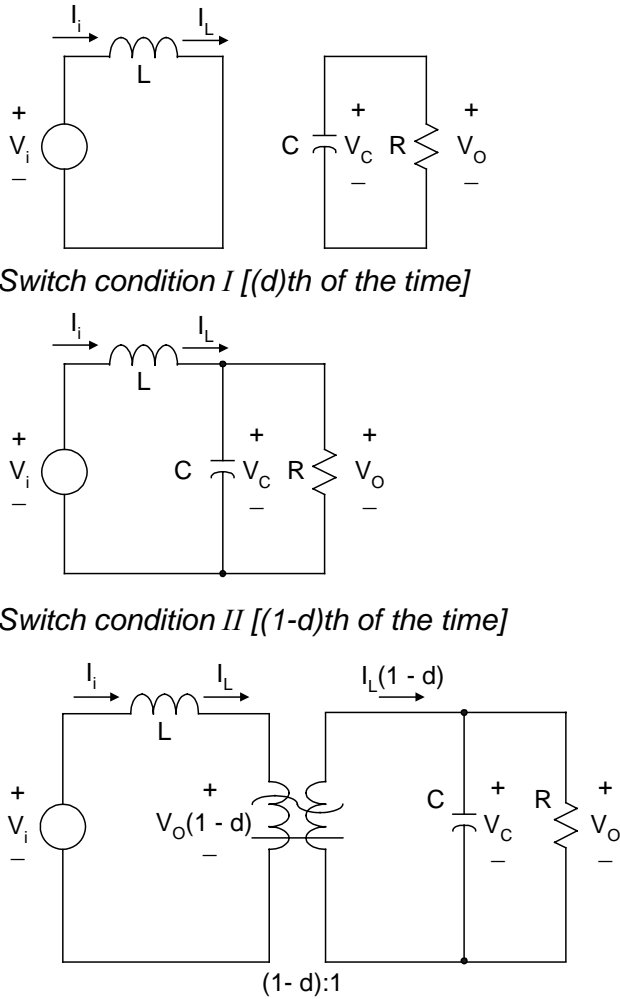 I_i I_L
L
+ + +
V_i C V_C R V_O
– – –
Switch condition I [(d)th of the time]
I_i I_L
L
+ + +
V_i C V_C R V_O
– – –
Switch condition II [(1-d)th of the time]
I_i I_L I_L(1 - d)
L
+ + + +
V_i V_O(1 - d) C V_C R V_O
– – – –
(1- d):1